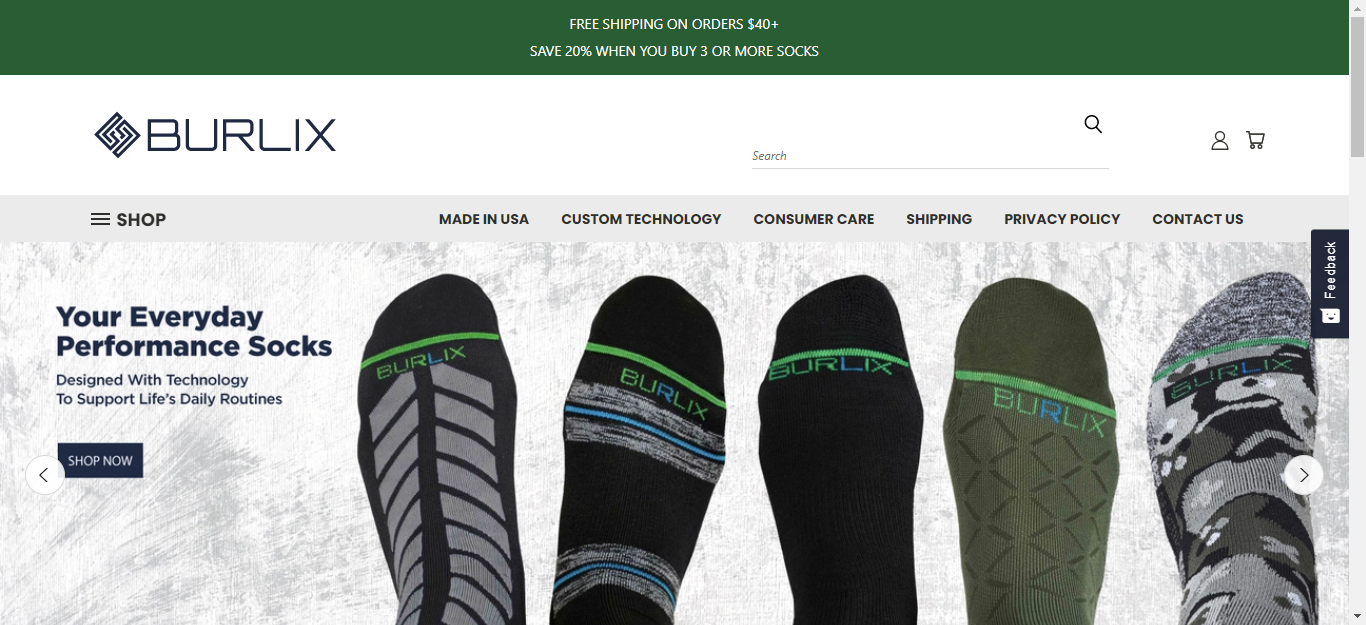 FREE SHIPPING ON ORDERS $40+
SAVE 20% WHEN YOU BUY 3 OR MORE SOCKS
BURLIX
Search
SHOP
MADE IN USA
CUSTOM TECHNOLOGY
CONSUMER CARE
SHIPPING
PRIVACY POLICY
CONTACT US
Feedback
Your Everyday
Performance Socks
Designed With Technology
To Support Life's Daily Routines
SHOP NOW
BURLIX
BURLIX
BURLIX
BURLIX
BURLIX